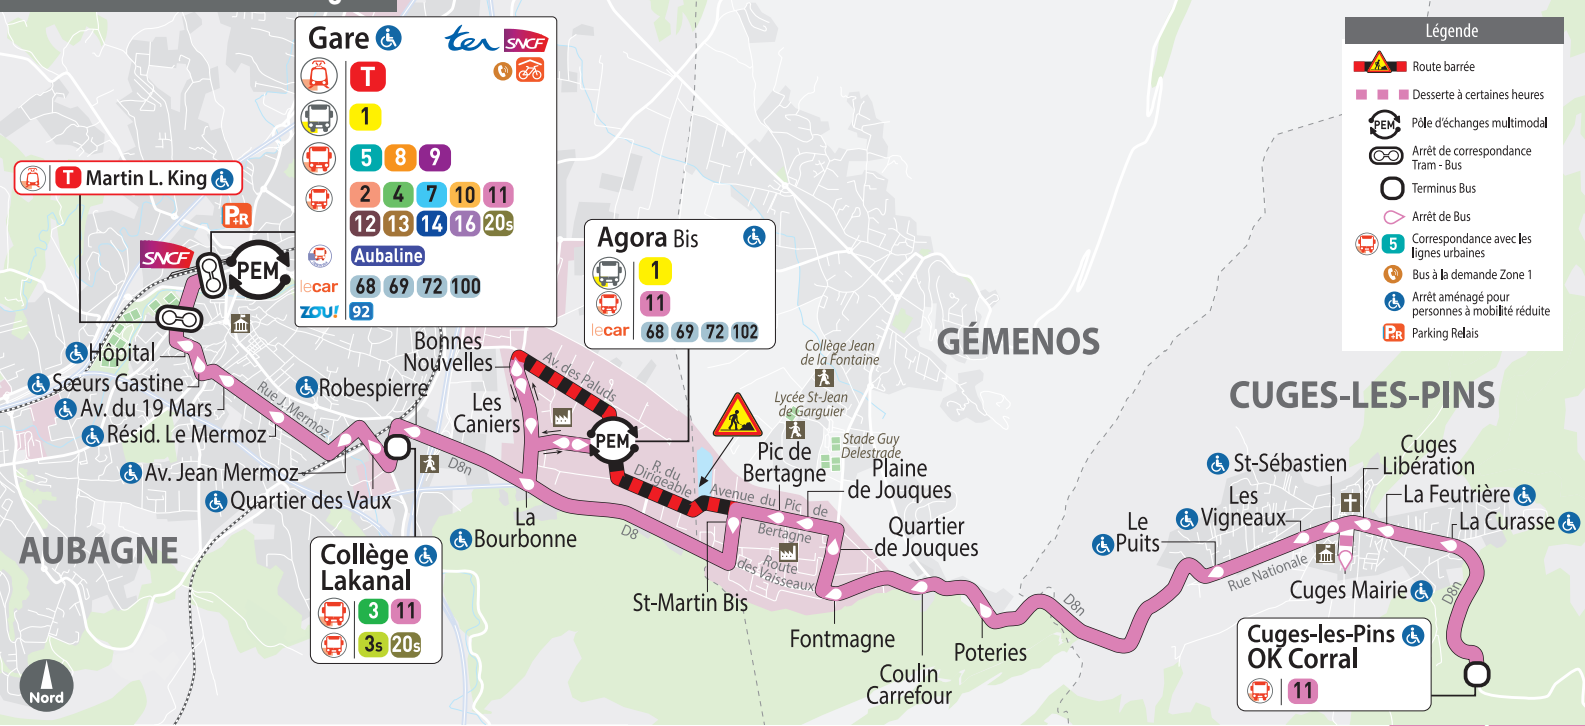 Gare
ter SNCF
T
1
5 8 9
2 4 7 10 11
12 13 14 16 20s
Aubaline
lecar 68 69 72 100
ZOU! 92
T Martin L. King
P+R
SNCF
PEM
Hôpital
Sœurs Gastine
Av. du 19 Mars
Résid. Le Mermoz
Av. Jean Mermoz
Quartier des Vaux
Rue J. Mermoz
Robespierre
AUBAGNE
Nord
Collège
Lakanal
3 11
3s 20s
D8n
Bonnes
Nouvelles
Les
Caniers
La
Bourbonne
Av. des Paluds
PEM
R. du
Dirigeable
D8
Agora Bis
1
11
lecar 68 69 72 102
Collège Jean
de la Fontaine
Lycée St-Jean
de Garguier
Stade Guy
Delestrade
Pic de
Bertagne
Plaine
de Jouques
Avenue du Pic de
Bertagne
Route
des Vaisseaux
Quartier
de Jouques
St-Martin Bis
Fontmagne
Coulin
Carrefour
Poteries
D8n
GÉMENOS
CUGES-LES-PINS
Le
Puits
Les
Vigneaux
St-Sébastien
Cuges
Libération
La Feutrière
La Curasse
Rue Nationale
Cuges Mairie
D8n
Cuges-les-Pins
OK Corral
11
Légende
Route barrée
Desserte à certaines heures
PEM Pôle d'échanges multimodal
Arrêt de correspondance
Tram - Bus
Terminus Bus
Arrêt de Bus
5 Correspondance avec les
lignes urbaines
Bus à la demande Zone 1
Arrêt aménagé pour
personnes à mobilité réduite
P+R Parking Relais